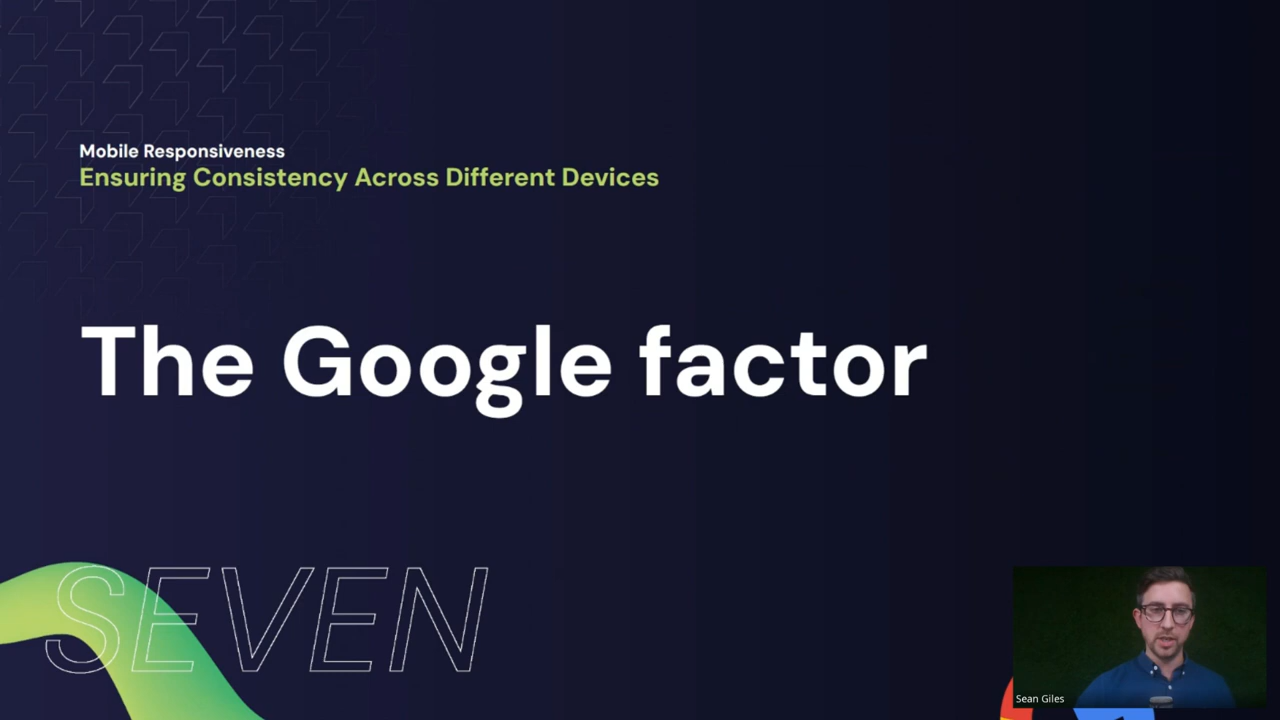 Mobile Responsiveness
Ensuring Consistency Across Different Devices
The Google factor
SEVEN
Sean Giles